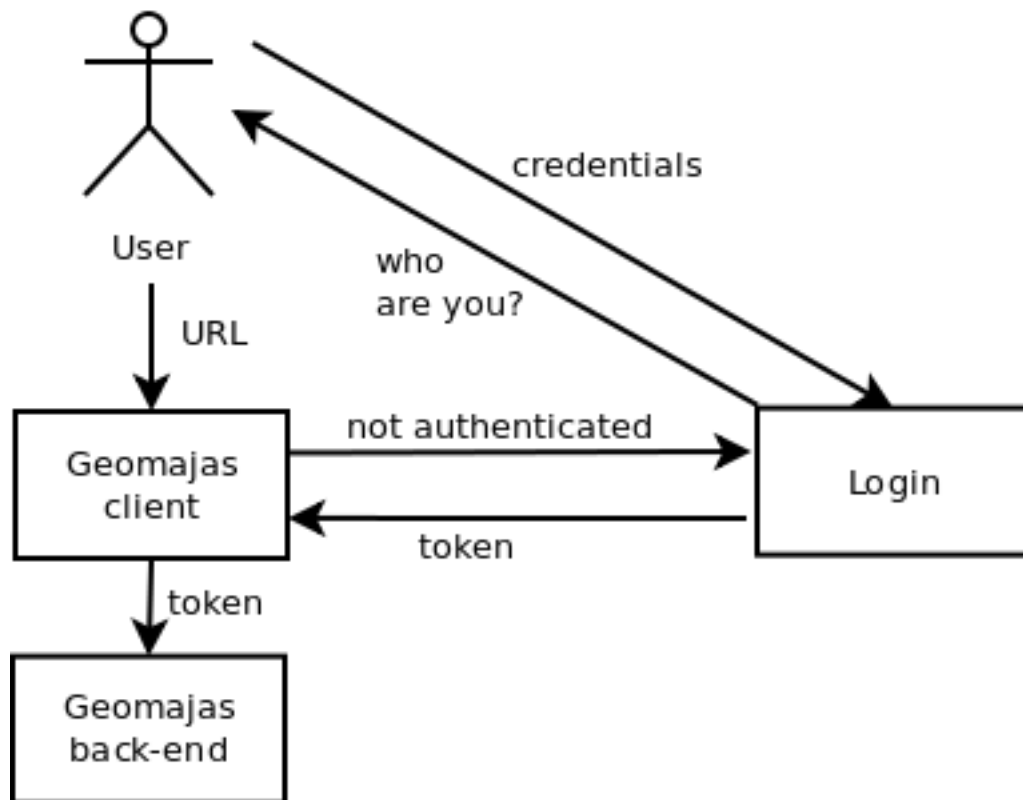 credentials
User
who
are you?
URL
not authenticated
Geomajas
client
Login
token
token
Geomajas
back-end